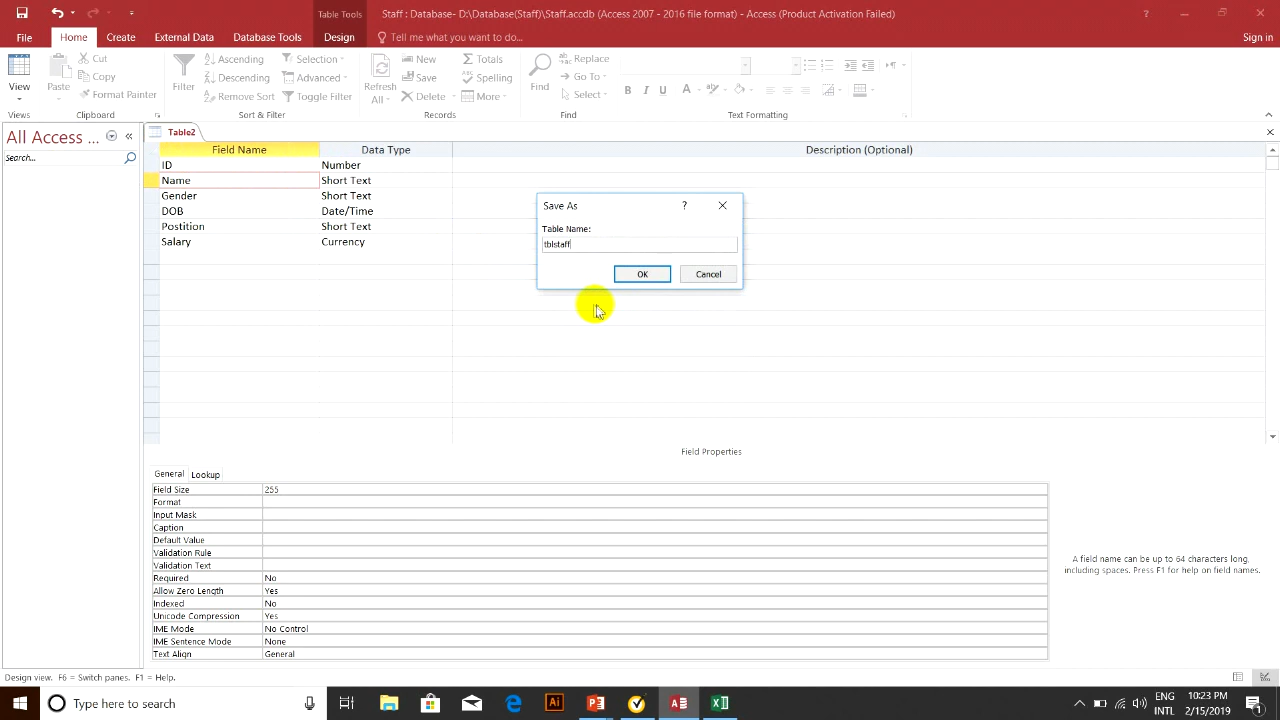 Table Tools
Staff : Database- D:\Database(Staff)\Staff.accdb (Access 2007 - 2016 file format) - Access (Product Activation Failed)
File Home Create External Data Database Tools Design Tell me what you want to do... Sign in
View
Views
Paste
Cut
Copy
Format Painter
Clipboard
Filter
Ascending
Descending
Remove Sort
Selection
Advanced
Toggle Filter
Sort & Filter
Refresh
All
New
Save
Delete
Totals
Spelling
More
Records
Find
Replace
Go To
Select
Find
B I U A
Text Formatting
All Access ...
Search...
Table2
Field Name Data Type Description (Optional)
ID Number
Name Short Text
Gender Short Text
DOB Date/Time
Postition Short Text
Salary Currency
Save As
?
Table Name:
tblstaff
OK Cancel
Field Properties
General Lookup
Field Size 255
Format
Input Mask
Caption
Default Value
Validation Rule
Validation Text
Required No
Allow Zero Length Yes
Indexed No
Unicode Compression Yes
IME Mode No Control
IME Sentence Mode None
Text Align General
A field name can be up to 64 characters long,
including spaces. Press F1 for help on field names.
Design view. F6 = Switch panes. F1 = Help.
Type here to search
Ai
ENG
INTL
10:23 PM
2/15/2019
1